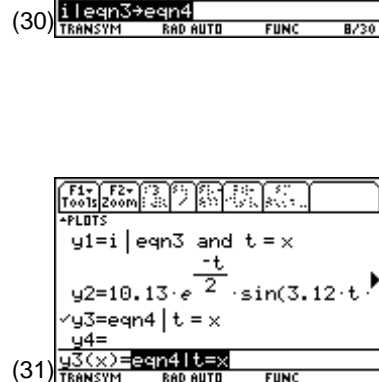 i|eqn3→eqn4
(30)
TRANSYM RAD AUTO FUNC 8/30
F1▾ F2▾
Tools Zoom
▴PLOTS
y1=i | eqn3 and t = x
y2=10.13·e^(-t/2)·sin(3.12·t·
✓y3=eqn4 | t = x
y4=
y3(x)=eqn4|t=x
(31)
TRANSYM RAD AUTO FUNC